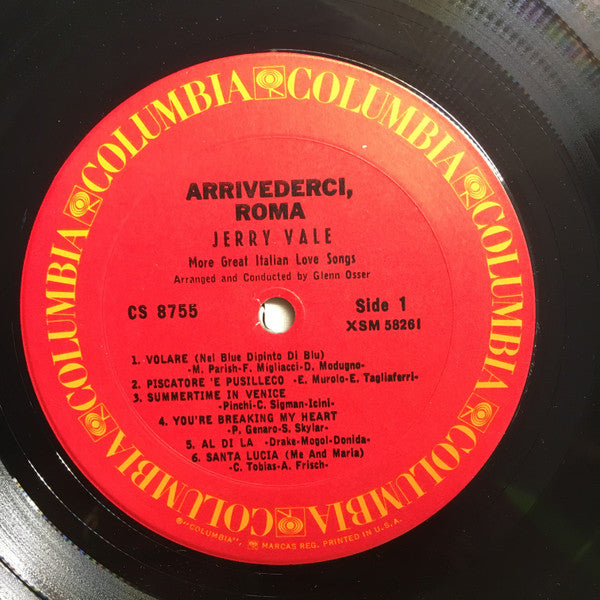 COLUMBIA COLUMBIA COLUMBIA COLUMBIA COLUMBIA COLUMBIA
ARRIVEDERCI,
ROMA
JERRY VALE
More Great Italian Love Songs
Arranged and Conducted by Glenn Osser
CS 8755
Side 1
XSM 58261
1. VOLARE (Nel Blue Dipinto Di Blu)
-M. Parish-F. Migliacci-D. Modugno-
2. PISCATORE 'E PUSILLECO -E. Murolo-E. Tagliaferri-
3. SUMMERTIME IN VENICE
-Pinchi-C. Sigman-Icini-
4. YOU'RE BREAKING MY HEART
-P. Genaro-S. Skylar-
5. AL DI LA -Drake-Mogol-Donida-
6. SANTA LUCIA (Me And Maria)
-C. Tobias-A. Frisch-
℗"COLUMBIA", MARCAS REG. PRINTED IN U.S.A.